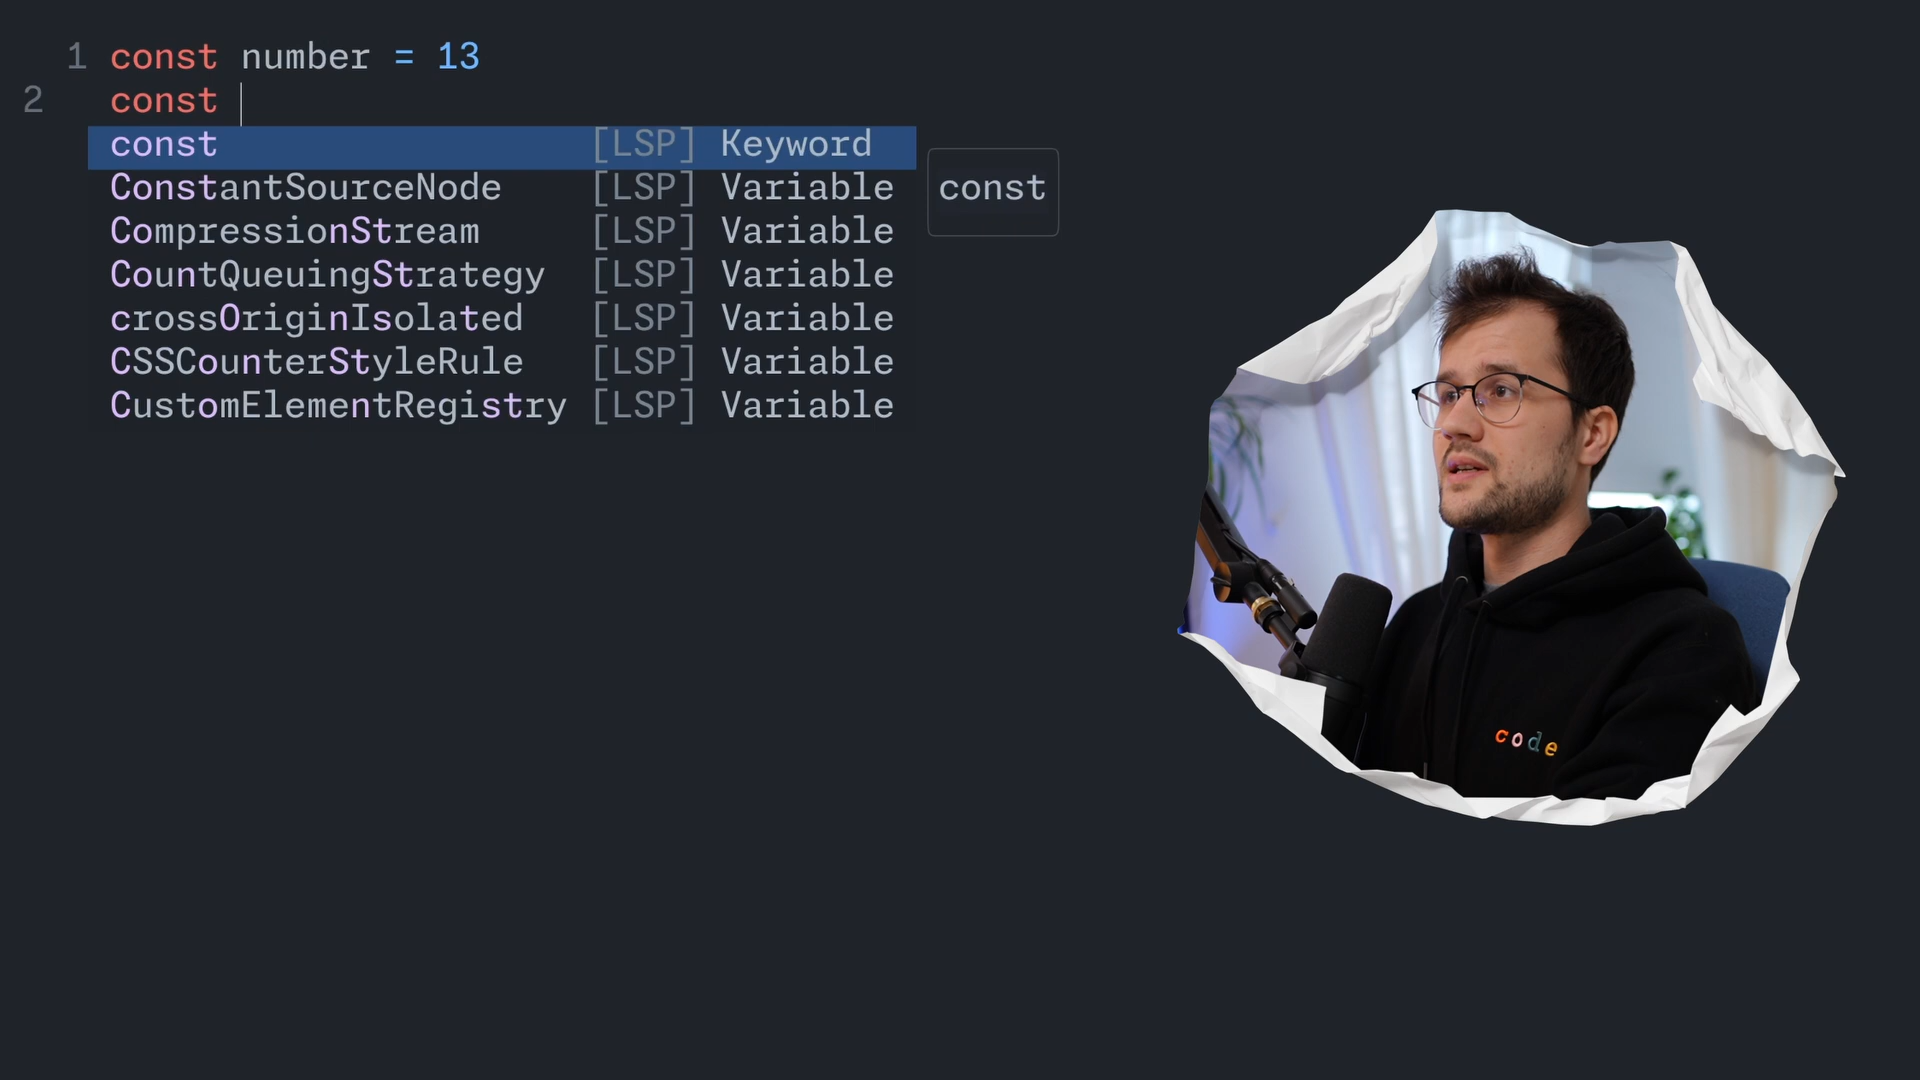 1 const number = 13
2 const
const [LSP] Keyword
ConstantSourceNode [LSP] Variable
const
CompressionStream [LSP] Variable
CountQueuingStrategy [LSP] Variable
crossOriginIsolated [LSP] Variable
CSSCounterStyleRule [LSP] Variable
CustomElementRegistry [LSP] Variable
code